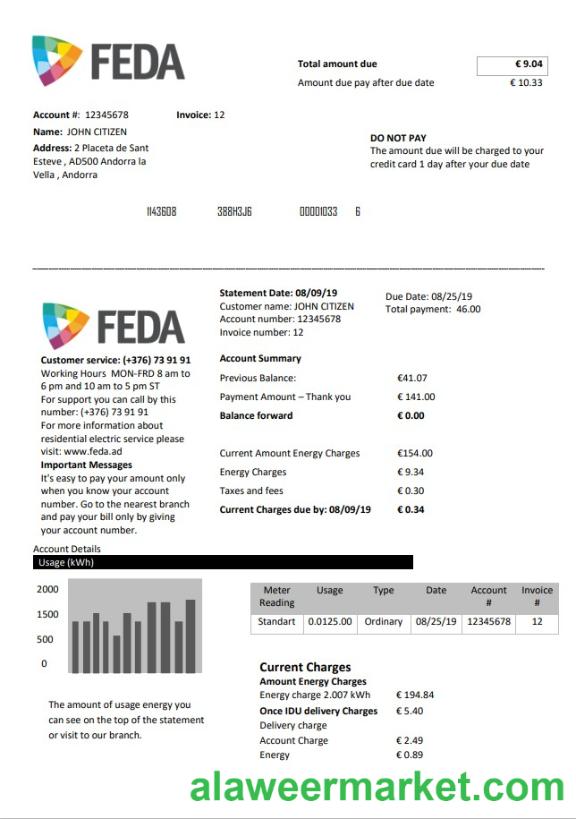 FEDA
Total amount due € 9.04
Amount due pay after due date € 10.33
Account #: 12345678 Invoice: 12
Name: JOHN CITIZEN
Address: 2 Placeta de Sant
Esteve , AD500 Andorra la
Vella , Andorra
DO NOT PAY
The amount due will be charged to your
credit card 1 day after your due date
1143608 388H3J6 00001033 6
FEDA
Customer service: (+376) 73 91 91
Working Hours MON-FRD 8 am to
6 pm and 10 am to 5 pm ST
For support you can call by this
number: (+376) 73 91 91
For more information about
residential electric service please
visit: www.feda.ad
Important Messages
It's easy to pay your amount only
when you know your account
number. Go to the nearest branch
and pay your bill only by giving
your account number.
Statement Date: 08/09/19
Customer name: JOHN CITIZEN
Account number: 12345678
Invoice number: 12
Due Date: 08/25/19
Total payment: 46.00
Account Summary
Previous Balance: €41.07
Payment Amount – Thank you € 141.00
Balance forward € 0.00
Current Amount Energy Charges €154.00
Energy Charges € 9.34
Taxes and fees € 0.30
Current Charges due by: 08/09/19 € 0.34
Account Details
Usage (kWh)
2000
1500
500
0
The amount of usage energy you
can see on the top of the statement
or visit to our branch.
Meter Usage Type Date Account Invoice
Reading # #
Standart 0.0125.00 Ordinary 08/25/19 12345678 12
Current Charges
Amount Energy Charges
Energy charge 2.007 kWh € 194.84
Once IDU delivery Charges € 5.40
Delivery charge
Account Charge € 2.49
Energy € 0.89
alaweermarket.com